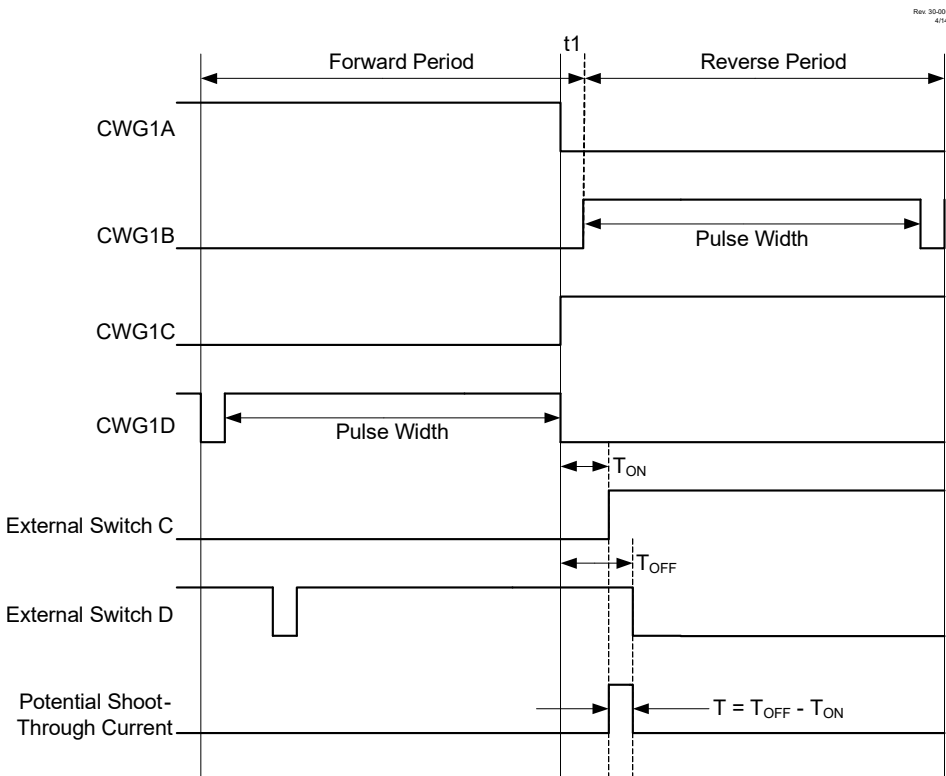 Rev. 30-00
4/14
t1
Forward Period
Reverse Period
CWG1A
CWG1B
Pulse Width
CWG1C
CWG1D
Pulse Width
TON
External Switch C
TOFF
External Switch D
Potential Shoot-
Through Current
T = TOFF - TON